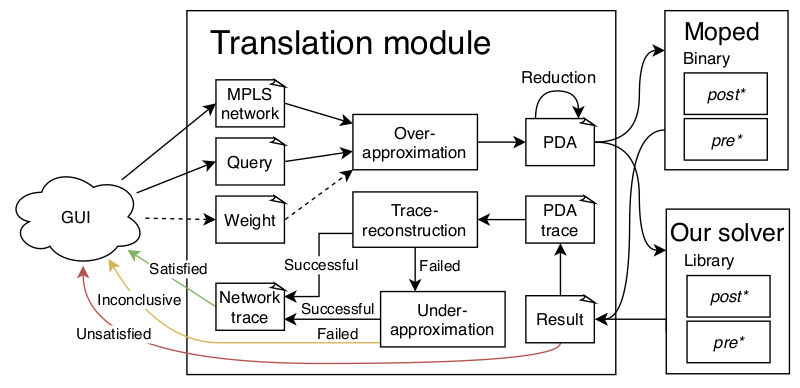 Translation module
Moped
Binary
post*
pre*
Reduction
MPLS
network
Over-
approximation
PDA
Query
GUI
Weight
Trace-
reconstruction
PDA
trace
Our solver
Library
post*
pre*
Satisfied
Successful
Failed
Inconclusive
Network
trace
Successful
Under-
approximation
Result
Unsatisfied
Failed